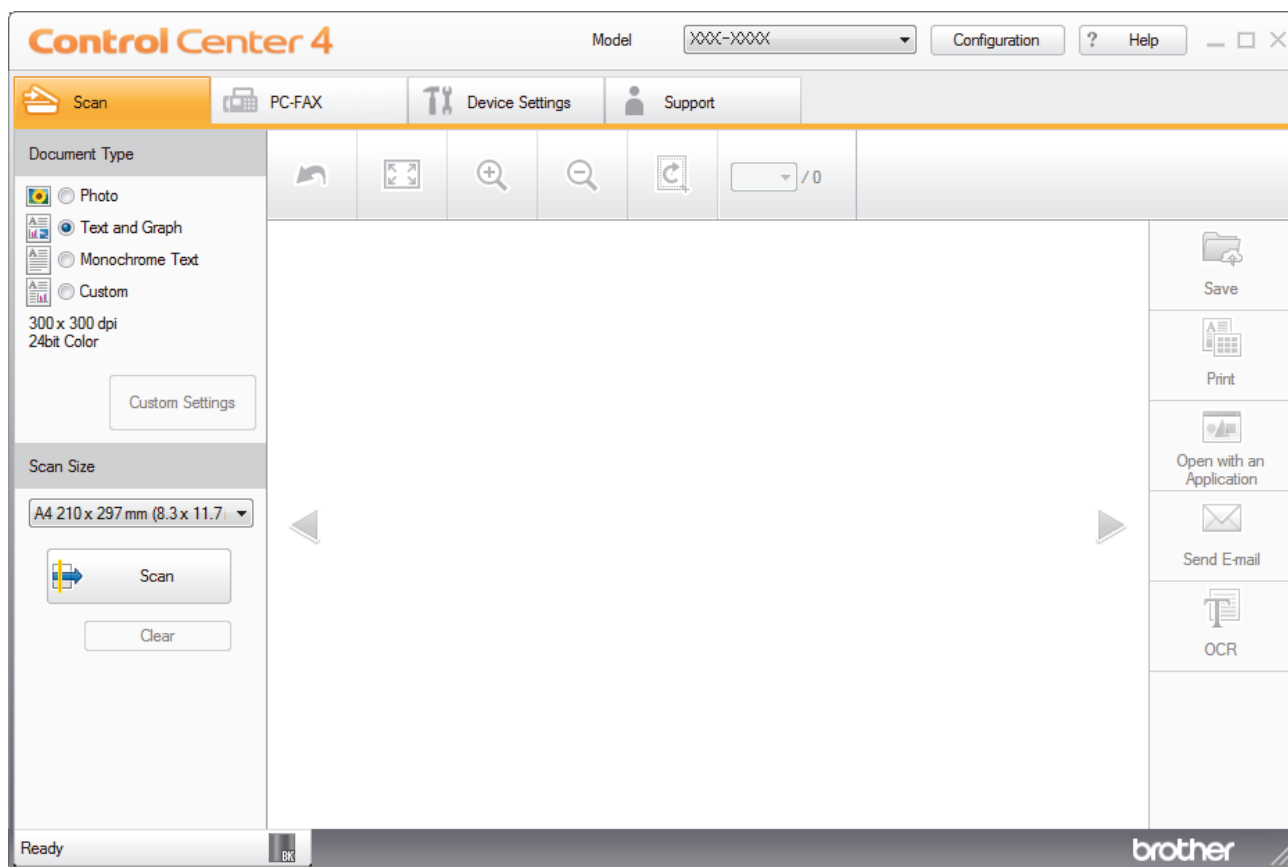 Control Center 4
Model
XXX-XXXX
Configuration
? Help
Scan
PC-FAX
Device Settings
Support
Document Type
Photo
Text and Graph
Monochrome Text
Custom
300 x 300 dpi
24bit Color
Custom Settings
Scan Size
A4 210 x 297 mm (8.3 x 11.7
Scan
Clear
/ 0
Save
Print
Open with an
Application
Send E-mail
OCR
Ready
BK
brother